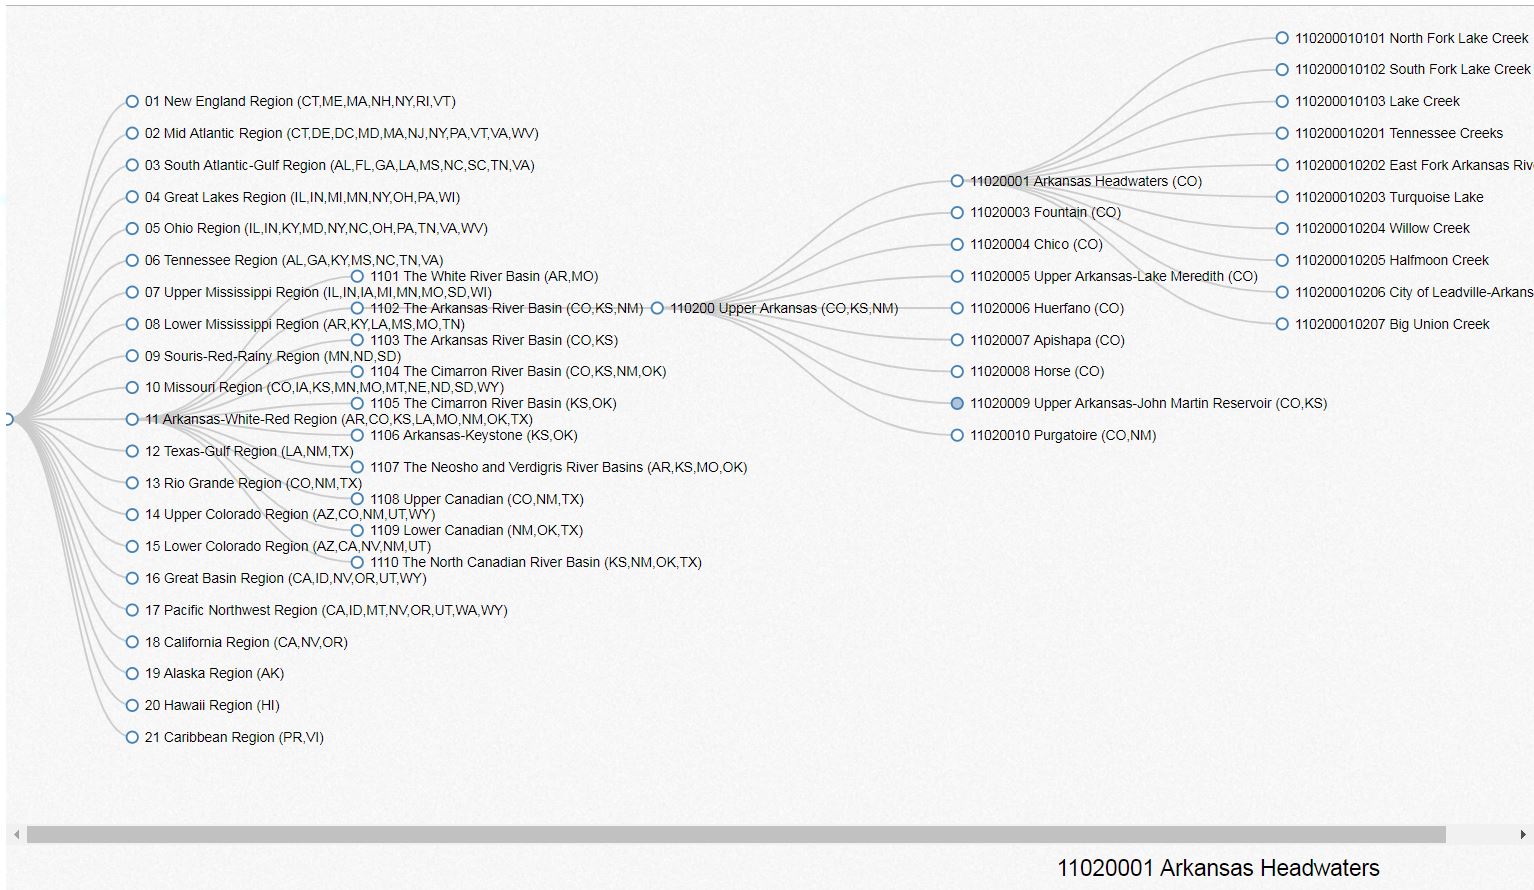 01 New England Region (CT,ME,MA,NH,NY,RI,VT)
02 Mid Atlantic Region (CT,DE,DC,MD,MA,NJ,NY,PA,VT,VA,WV)
03 South Atlantic-Gulf Region (AL,FL,GA,LA,MS,NC,SC,TN,VA)
04 Great Lakes Region (IL,IN,MI,MN,NY,OH,PA,WI)
05 Ohio Region (IL,IN,KY,MD,NY,NC,OH,PA,TN,VA,WV)
06 Tennessee Region (AL,GA,KY,MS,NC,TN,VA)
07 Upper Mississippi Region (IL,IN,IA,MI,MN,MO,SD,WI)
08 Lower Mississippi Region (AR,KY,LA,MS,MO,TN)
09 Souris-Red-Rainy Region (MN,ND,SD)
10 Missouri Region (CO,IA,KS,MN,MO,MT,NE,ND,SD,WY)
11 Arkansas-White-Red Region (AR,CO,KS,LA,MO,NM,OK,TX)
12 Texas-Gulf Region (LA,NM,TX)
13 Rio Grande Region (CO,NM,TX)
14 Upper Colorado Region (AZ,CO,NM,UT,WY)
15 Lower Colorado Region (AZ,CA,NV,NM,UT)
16 Great Basin Region (CA,ID,NV,OR,UT,WY)
17 Pacific Northwest Region (CA,ID,MT,NV,OR,UT,WA,WY)
18 California Region (CA,NV,OR)
19 Alaska Region (AK)
20 Hawaii Region (HI)
21 Caribbean Region (PR,VI)
1101 The White River Basin (AR,MO)
1102 The Arkansas River Basin (CO,KS,NM)
1103 The Arkansas River Basin (CO,KS)
1104 The Cimarron River Basin (CO,KS,NM,OK)
1105 The Cimarron River Basin (KS,OK)
1106 Arkansas-Keystone (KS,OK)
1107 The Neosho and Verdigris River Basins (AR,KS,MO,OK)
1108 Upper Canadian (CO,NM,TX)
1109 Lower Canadian (NM,OK,TX)
1110 The North Canadian River Basin (KS,NM,OK,TX)
110200 Upper Arkansas (CO,KS,NM)
11020001 Arkansas Headwaters (CO)
11020003 Fountain (CO)
11020004 Chico (CO)
11020005 Upper Arkansas-Lake Meredith (CO)
11020006 Huerfano (CO)
11020007 Apishapa (CO)
11020008 Horse (CO)
11020009 Upper Arkansas-John Martin Reservoir (CO,KS)
11020010 Purgatoire (CO,NM)
110200010101 North Fork Lake Creek
110200010102 South Fork Lake Creek
110200010103 Lake Creek
110200010201 Tennessee Creeks
110200010202 East Fork Arkansas Riv
110200010203 Turquoise Lake
110200010204 Willow Creek
110200010205 Halfmoon Creek
110200010206 City of Leadville-Arkans
110200010207 Big Union Creek
11020001 Arkansas Headwaters